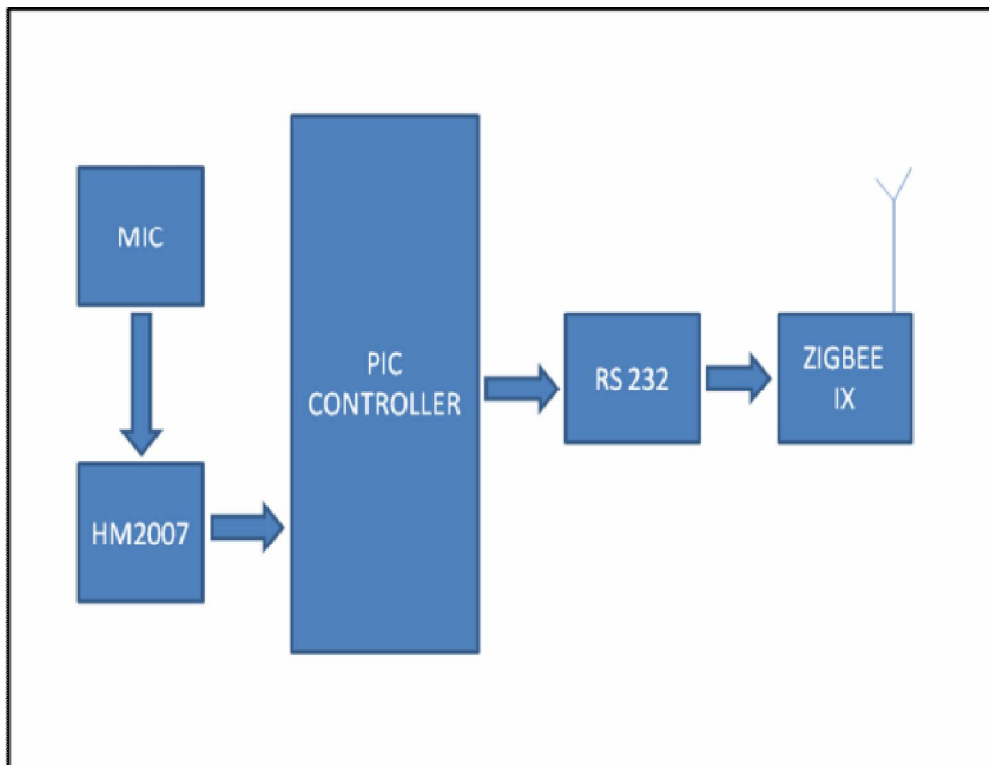 MIC
HM2007
PIC
CONTROLLER
RS 232
ZIGBEE
IX